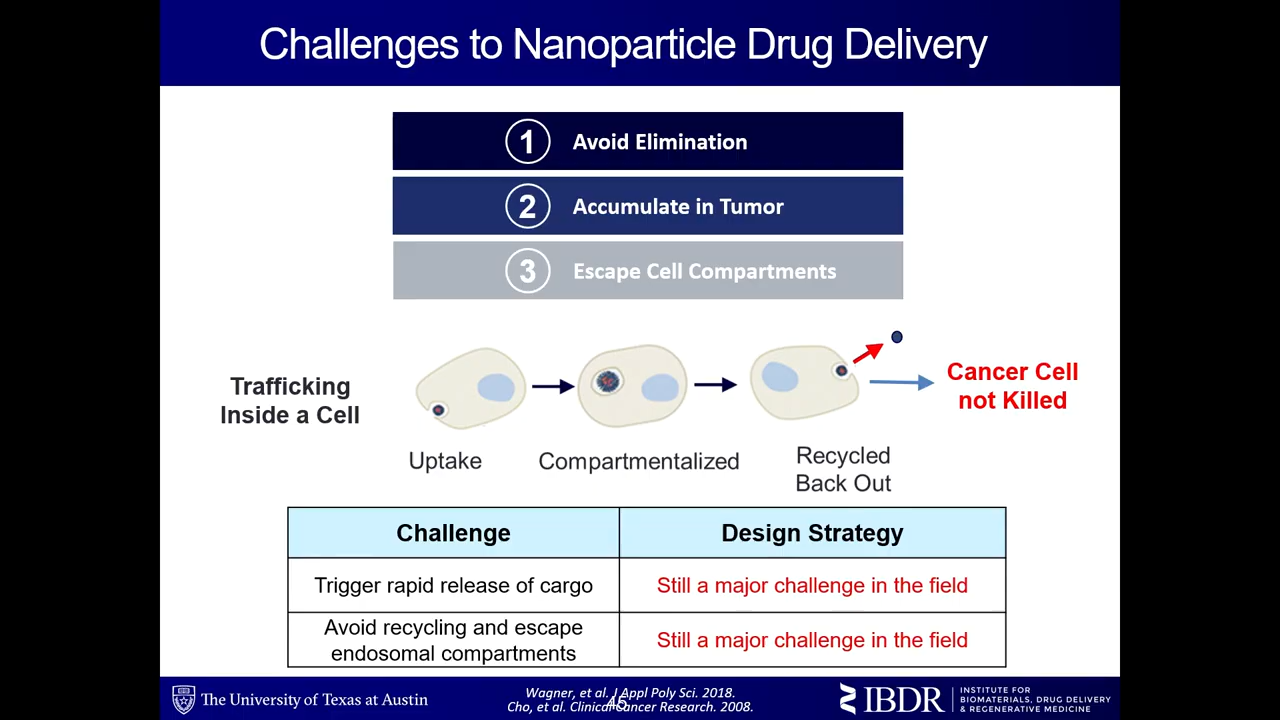 Challenges to Nanoparticle Drug Delivery
1 Avoid Elimination
2 Accumulate in Tumor
3 Escape Cell Compartments
Trafficking
Inside a Cell
Uptake
Compartmentalized
Recycled
Back Out
Cancer Cell
not Killed
Challenge Design Strategy
Trigger rapid release of cargo Still a major challenge in the field
Avoid recycling and escape
endosomal compartments
Still a major challenge in the field
The University of Texas at Austin
Wagner, et al. J Appl Poly Sci. 2018.
Cho, et al. Clinical Cancer Research. 2008.
45
IBDR
INSTITUTE FOR
BIOMATERIALS, DRUG DELIVERY
& REGENERATIVE MEDICINE